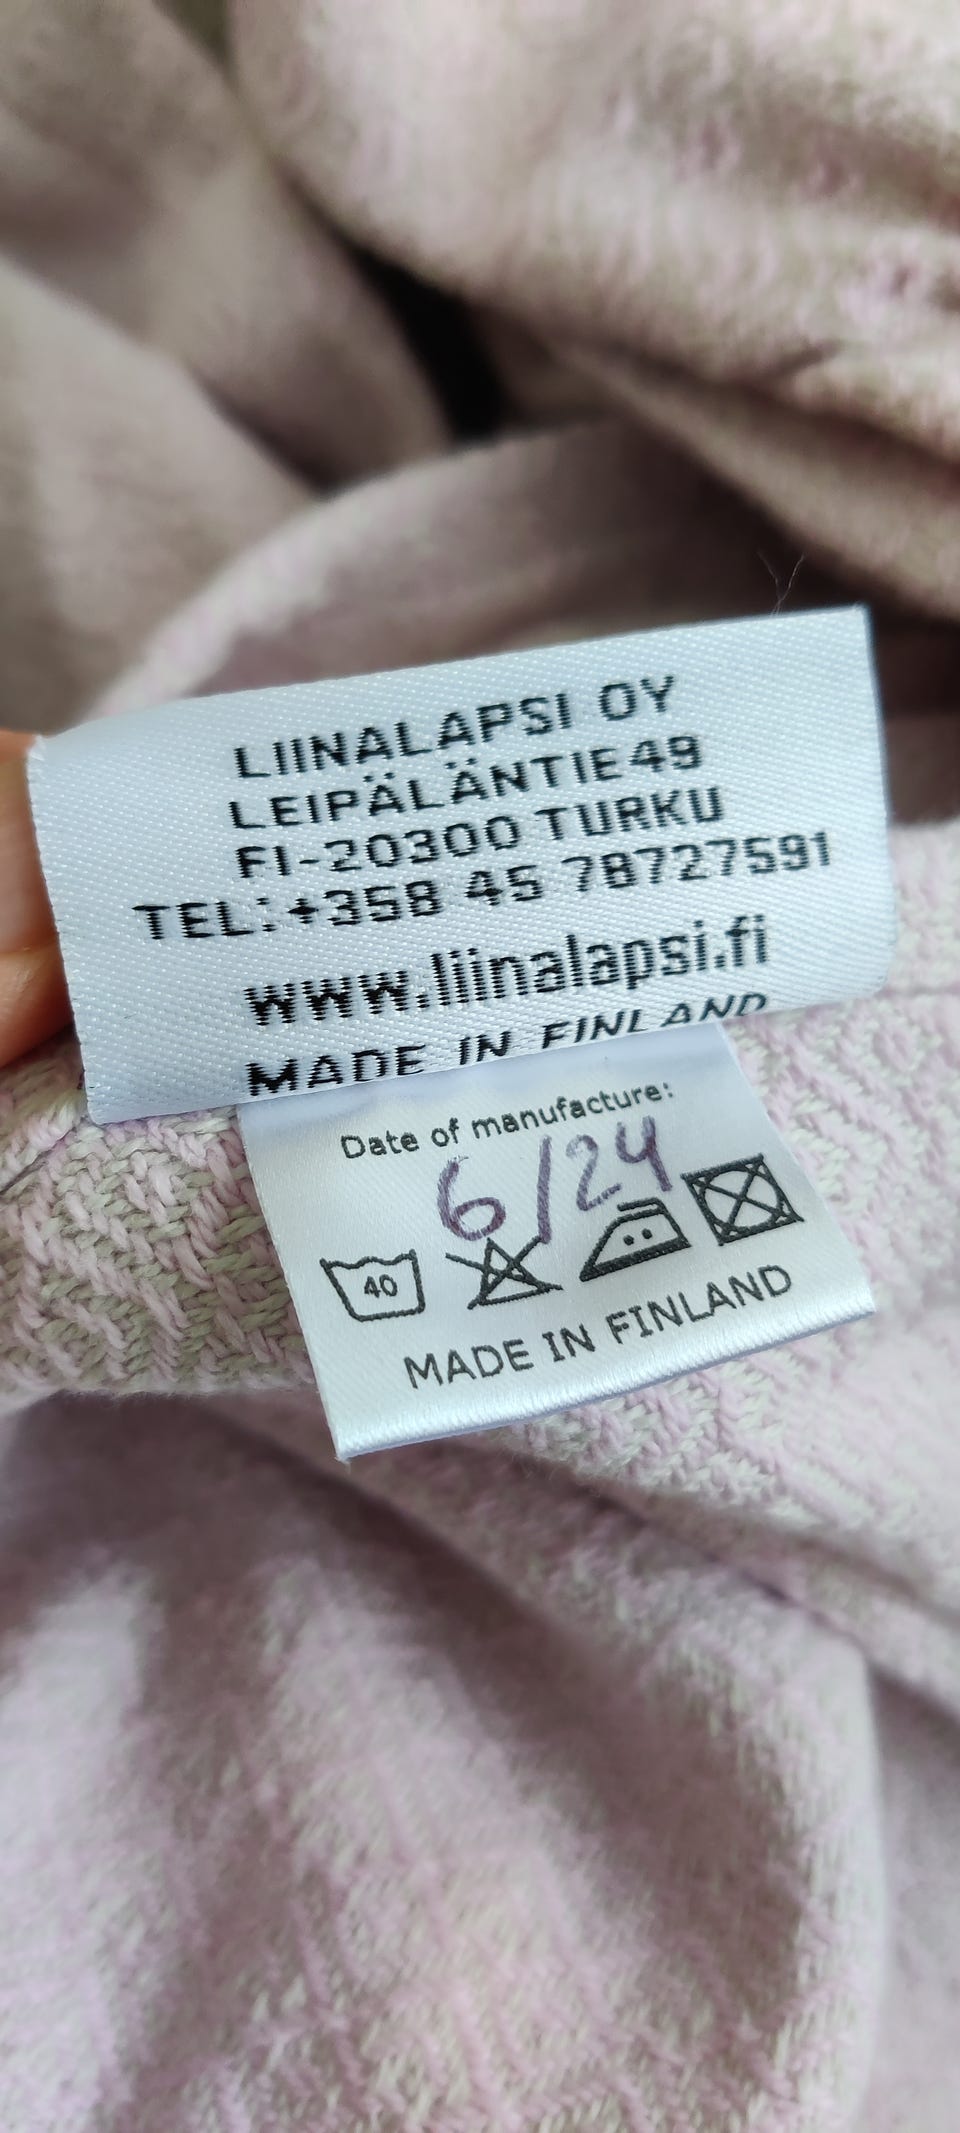 LIINALAPSI OY
LEIPÄLÄNTIE49
FI-20300 TURKU
TEL:+358 45 78727591
www.liinalapsi.fi
MADE IN FINLAND
Date of manufacture:
6/24
40
MADE IN FINLAND